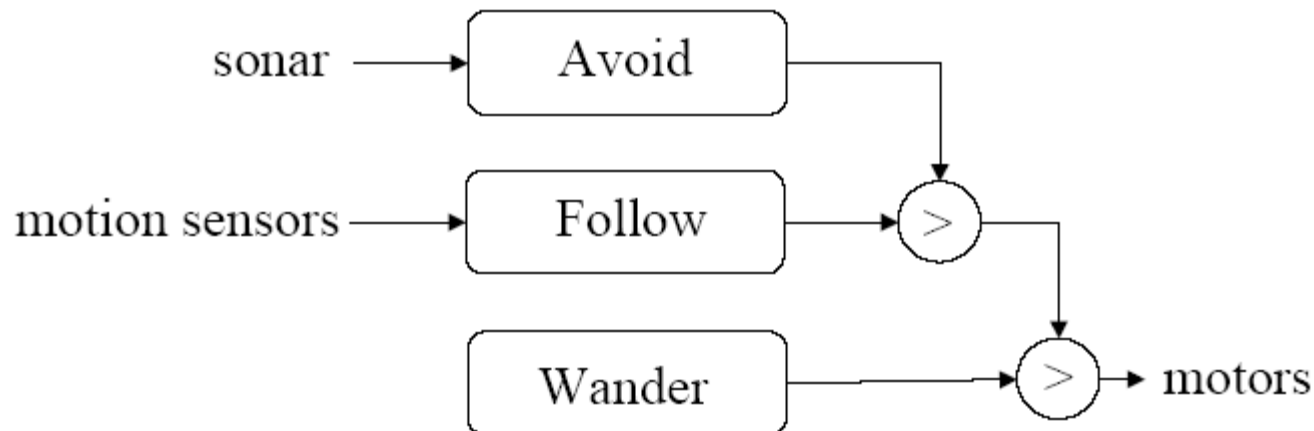 sonar
Avoid
motion sensors
Follow
>
Wander
>
motors